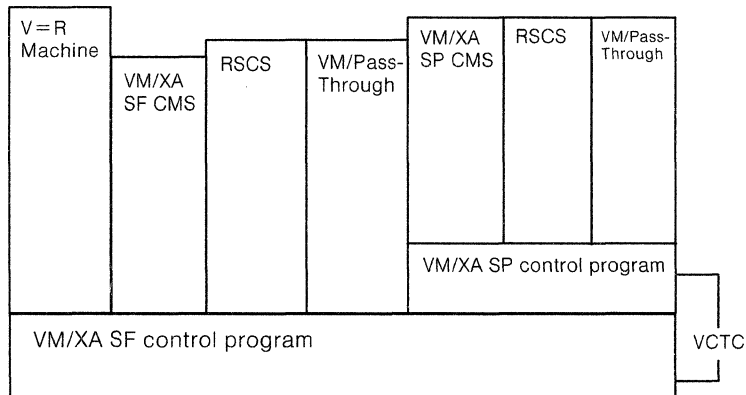 V=R
Machine
VM/XA
SF CMS
RSCS
VM/Pass-
Through
VM/XA
SP CMS
RSCS
VM/Pass-
Through
VM/XA SP control program
VM/XA SF control program
VCTC